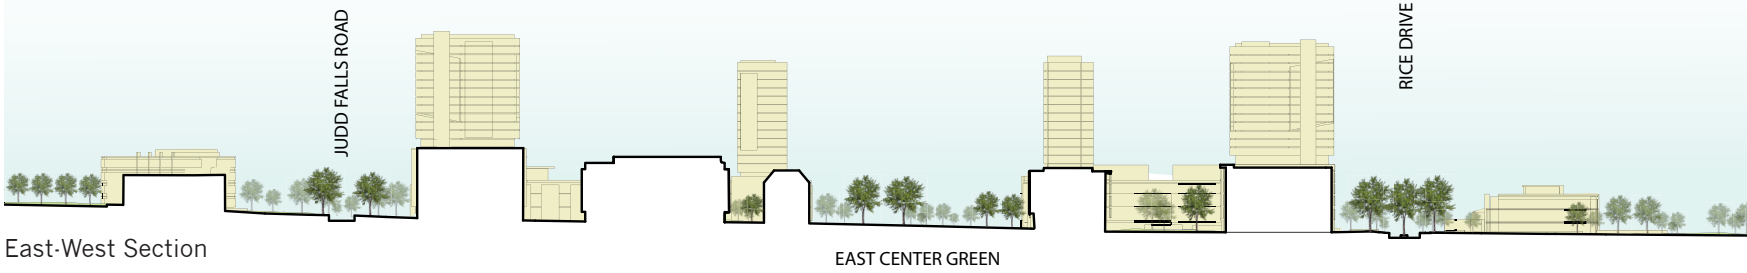 JUDD FALLS ROAD
RICE DRIVE
East-West Section
EAST CENTER GREEN